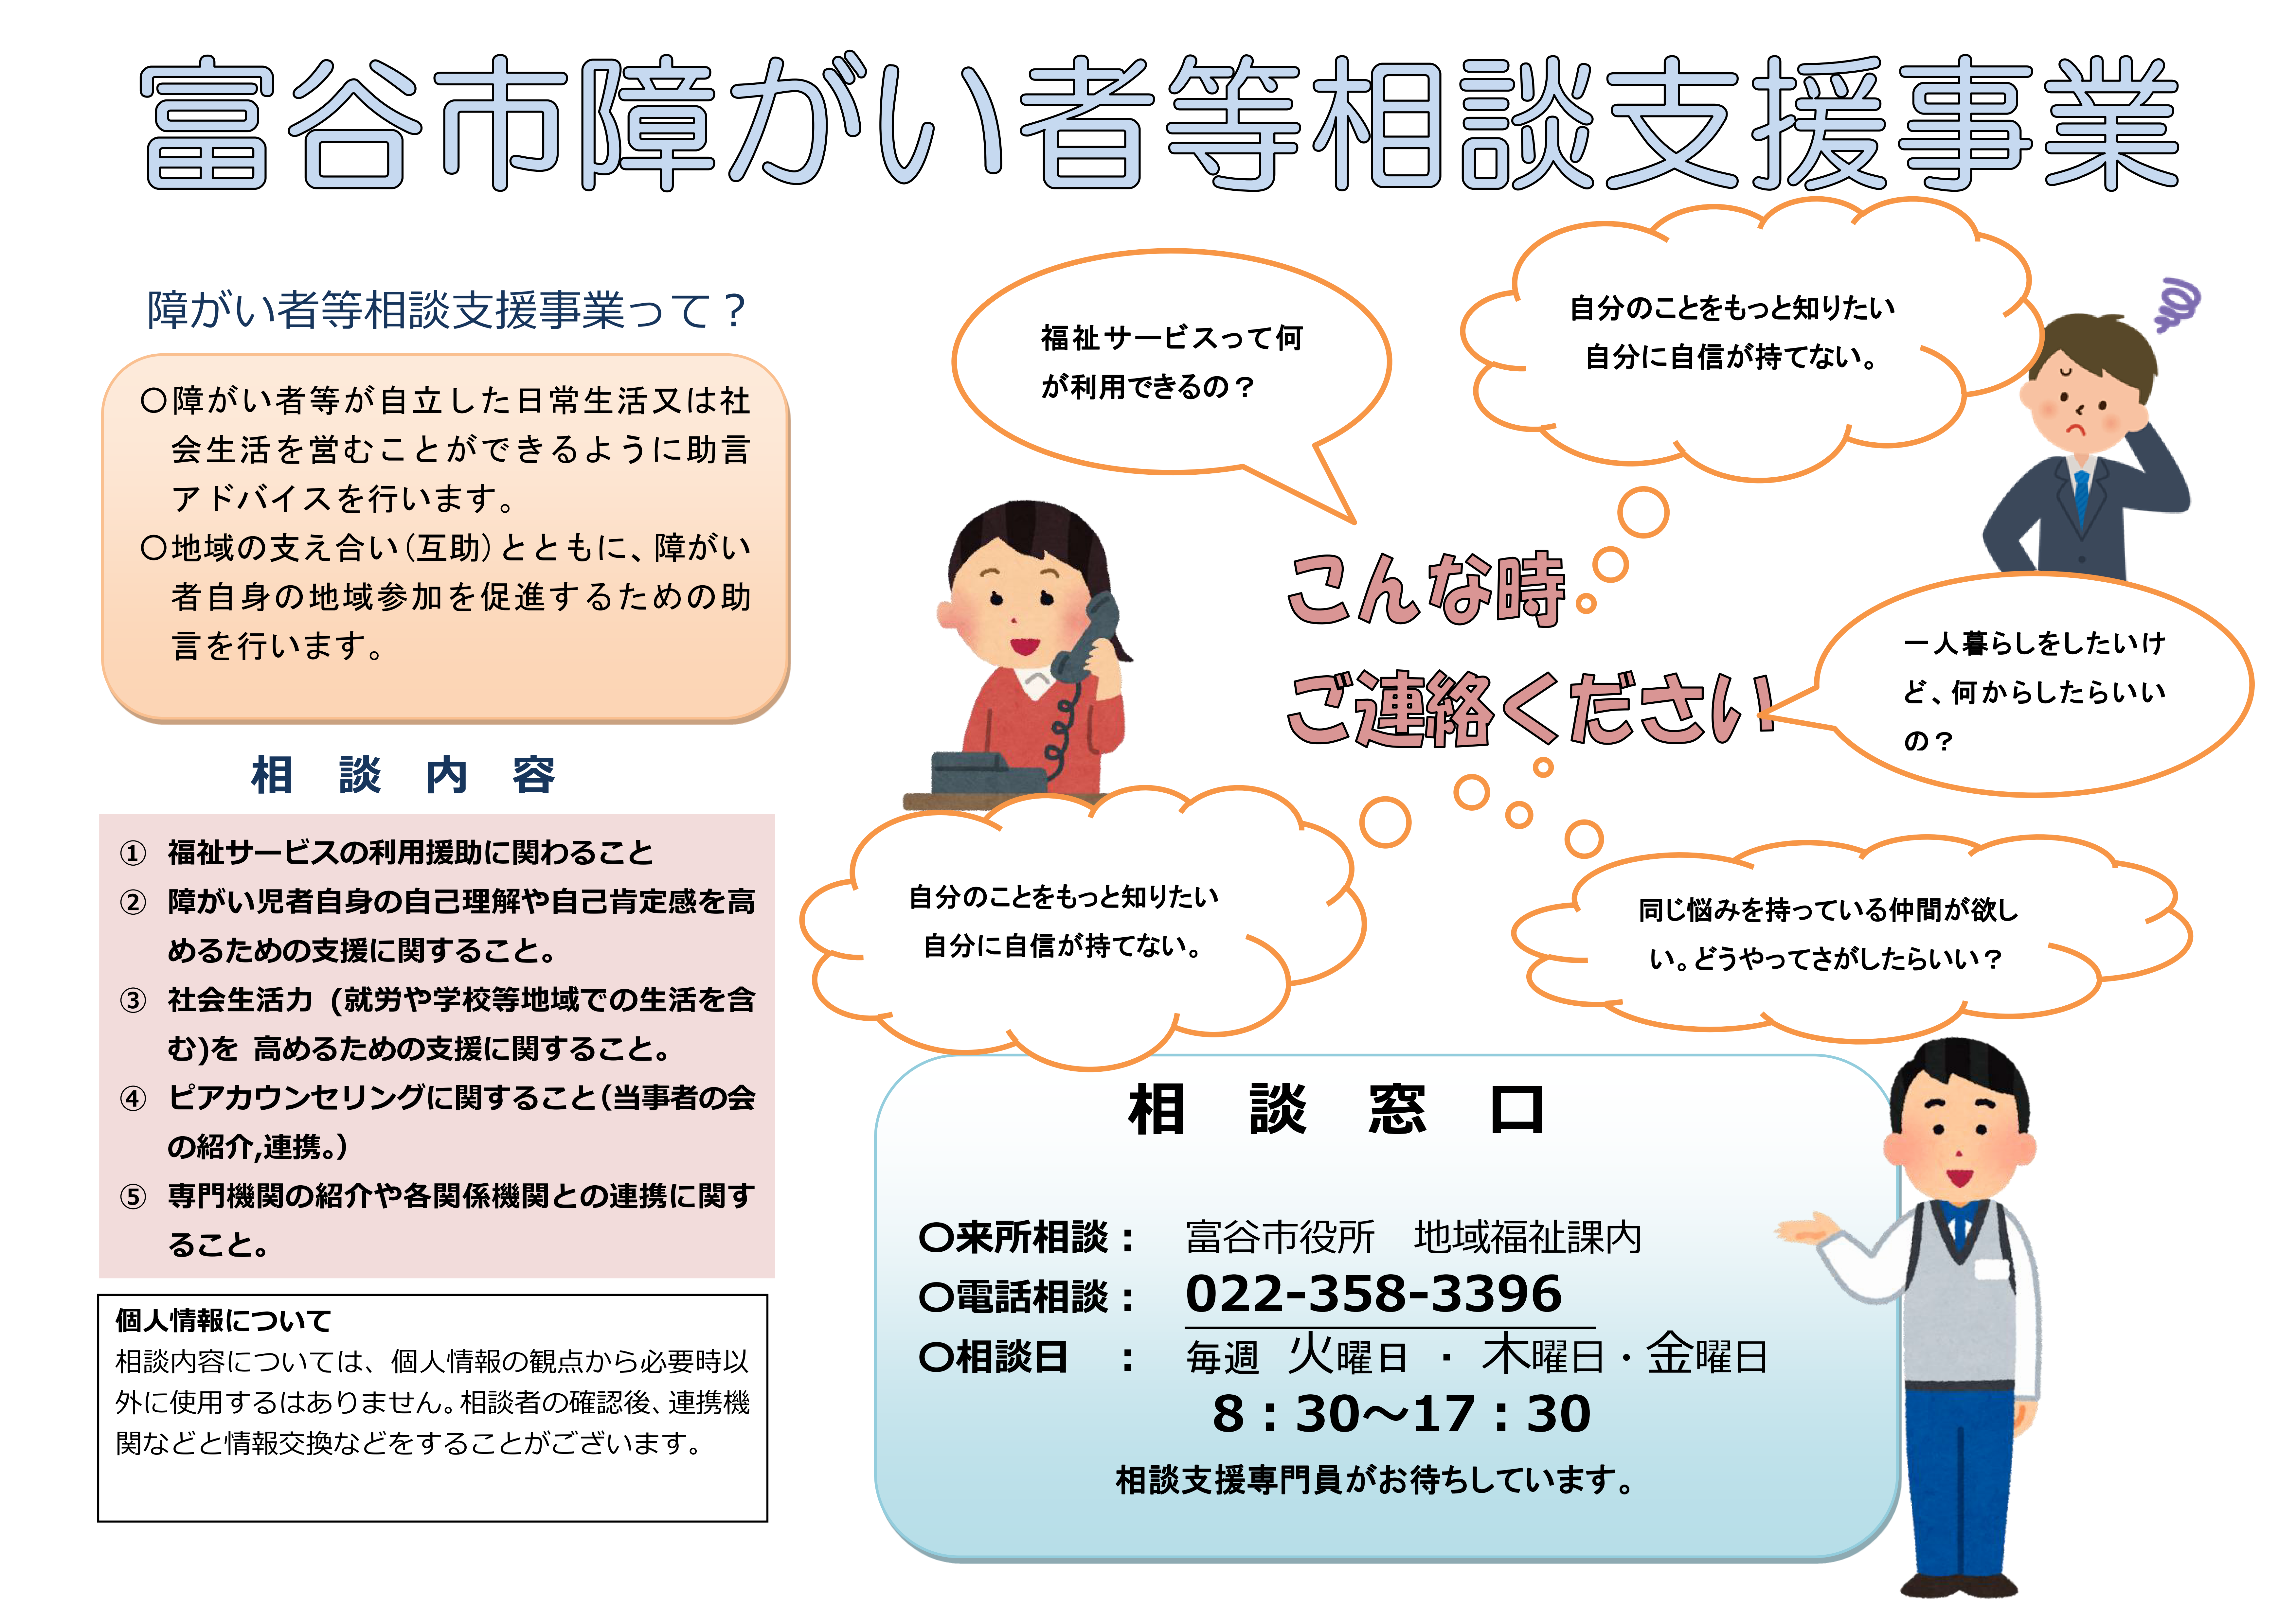 富谷市障がい者等相談支援事業
障がい者等相談支援事業って？
〇障がい者等が自立した日常生活又は社
会生活を営むことができるように助言
アドバイスを行います。
〇地域の支え合い(互助)とともに、障がい
者自身の地域参加を促進するための助
言を行います。
相 談 内 容
① 福祉サービスの利用援助に関わること
② 障がい児者自身の自己理解や自己肯定感を高
めるための支援に関すること。
③ 社会生活力 (就労や学校等地域での生活を含
む)を 高めるための支援に関すること。
④ ピアカウンセリングに関すること(当事者の会
の紹介,連携。)
⑤ 専門機関の紹介や各関係機関との連携に関す
ること。
個人情報について
相談内容については、個人情報の観点から必要時以
外に使用するはありません。相談者の確認後、連携機
関などと情報交換などをすることがございます。
福祉サービスって何
が利用できるの？
自分のことをもっと知りたい
自分に自信が持てない。
こんな時
ご連絡ください
一人暮らしをしたいけ
ど、何からしたらいい
の？
自分のことをもっと知りたい
自分に自信が持てない。
同じ悩みを持っている仲間が欲し
い。どうやってさがしたらいい？
相 談 窓 口
〇来所相談： 富谷市役所 地域福祉課内
〇電話相談： 022-358-3396
〇相談日 ： 毎週 火曜日 ・ 木曜日・金曜日
8：30～17：30
相談支援専門員がお待ちしています。